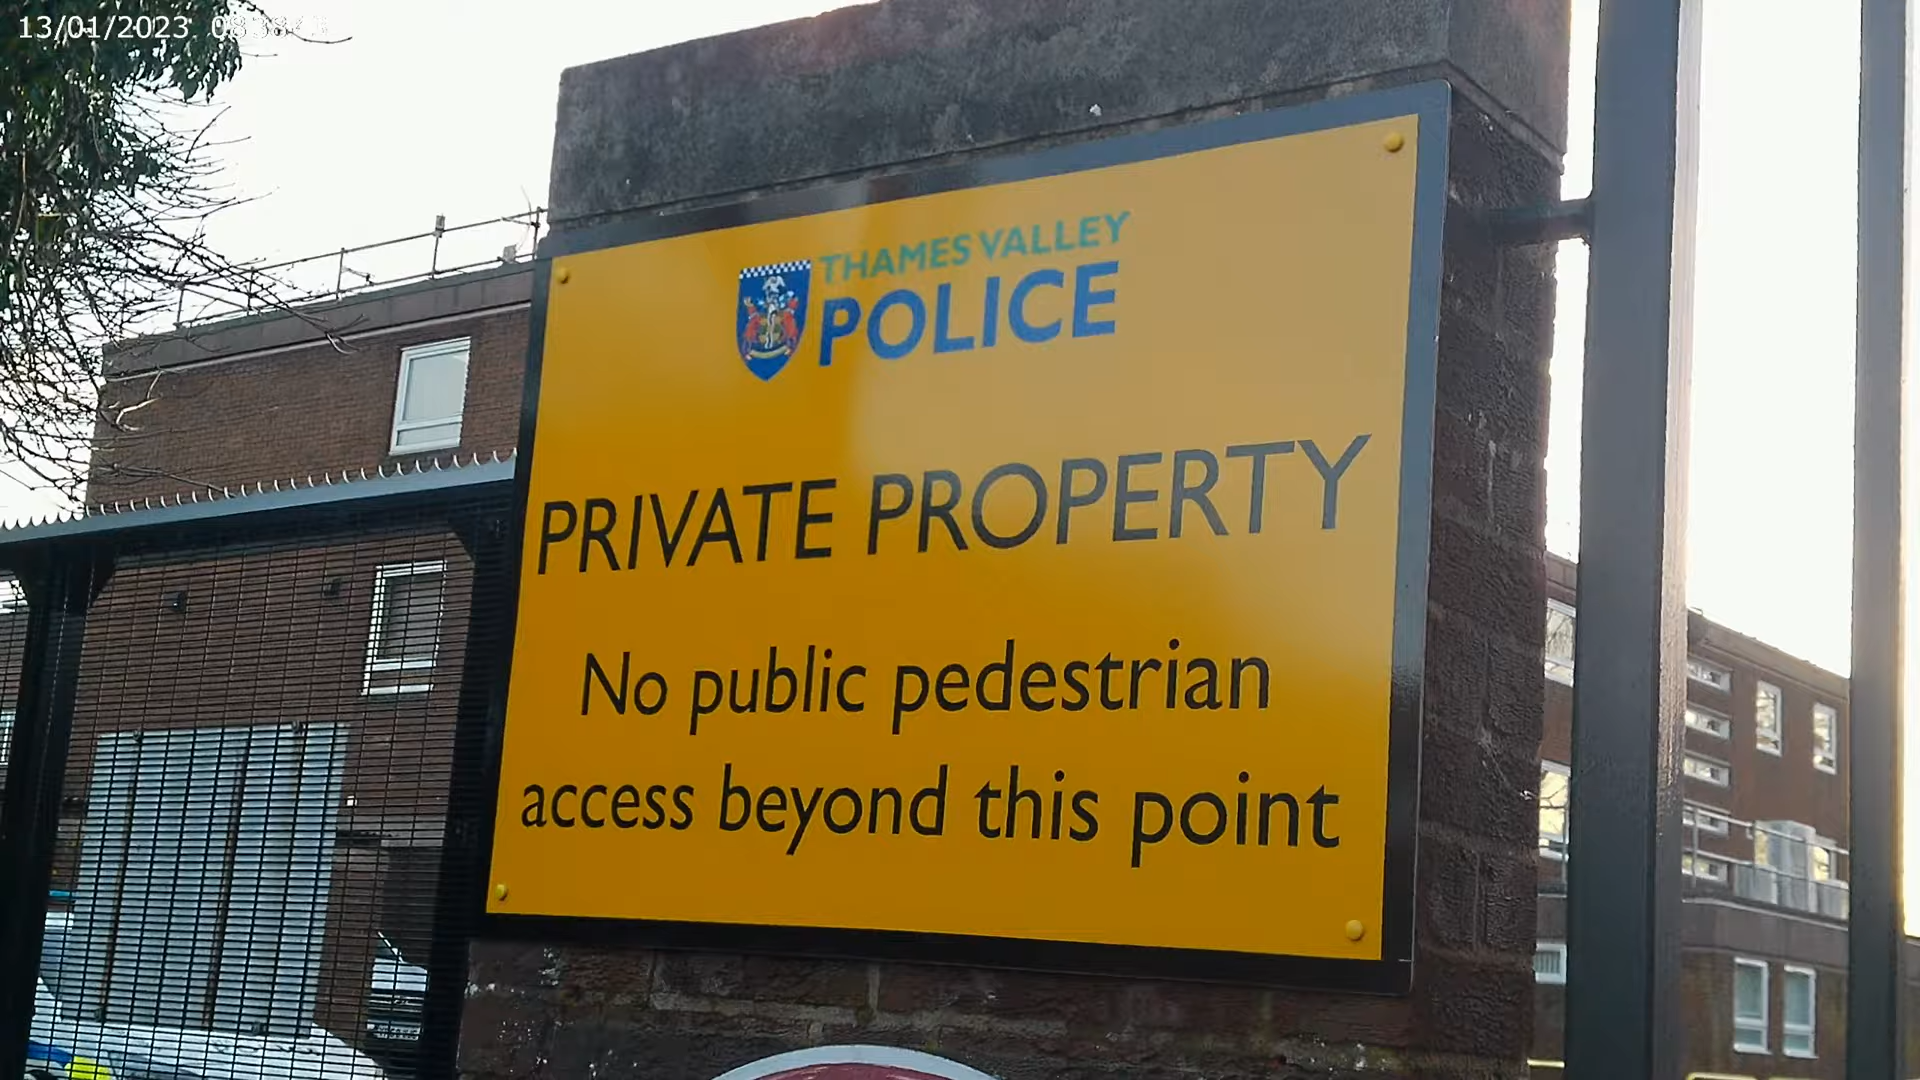 13/01/2023
THAMES VALLEY
POLICE
PRIVATE PROPERTY
No public pedestrian
access beyond this point